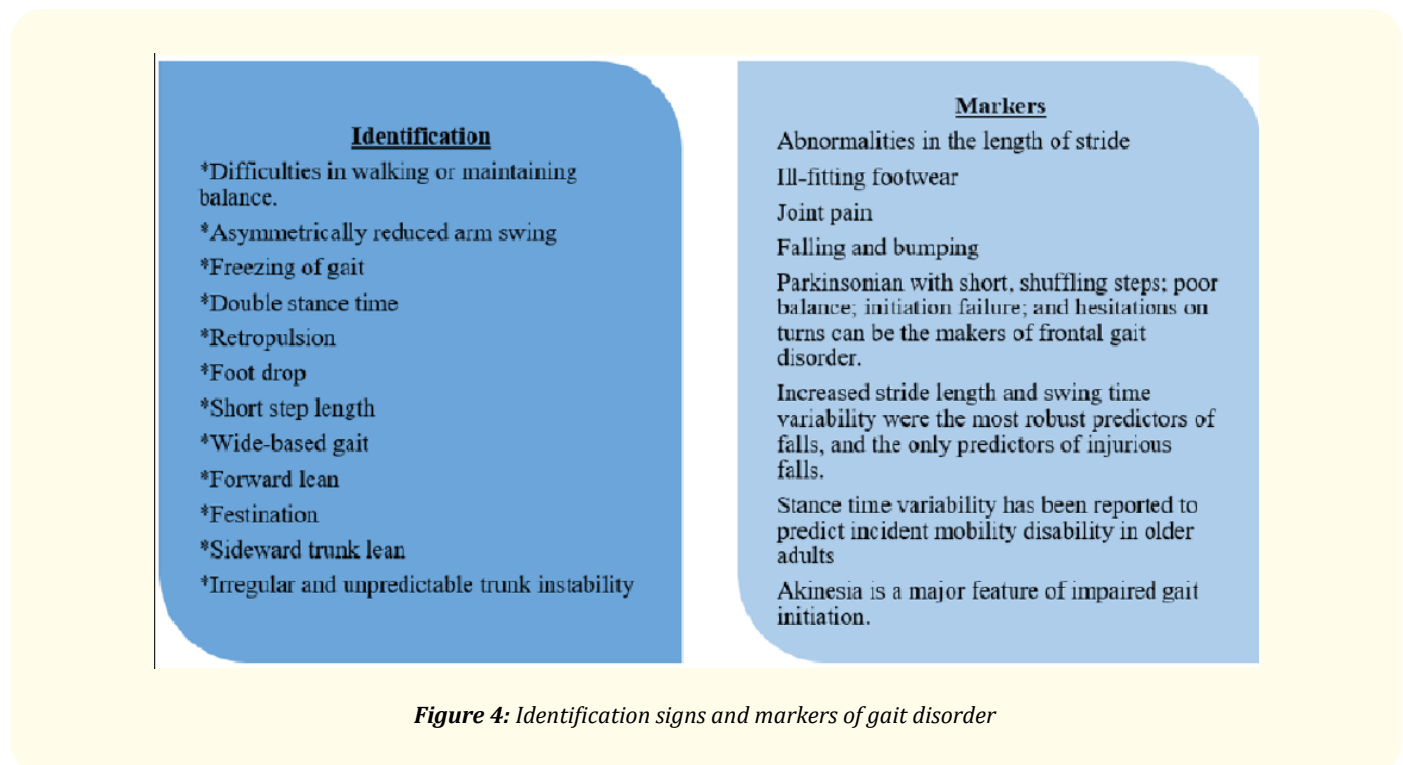 Identification
*Difficulties in walking or maintaining
balance.
*Asymmetrically reduced arm swing
*Freezing of gait
*Double stance time
*Retropulsion
*Foot drop
*Short step length
*Wide-based gait
*Forward lean
*Festination
*Sideward trunk lean
*Irregular and unpredictable trunk instability
Markers
Abnormalities in the length of stride
Ill-fitting footwear
Joint pain
Falling and bumping
Parkinsonian with short, shuffling steps; poor
balance; initiation failure; and hesitations on
turns can be the makers of frontal gait
disorder.
Increased stride length and swing time
variability were the most robust predictors of
falls, and the only predictors of injurious
falls.
Stance time variability has been reported to
predict incident mobility disability in older
adults
Akinesia is a major feature of impaired gait
initiation.
Figure 4: Identification signs and markers of gait disorder